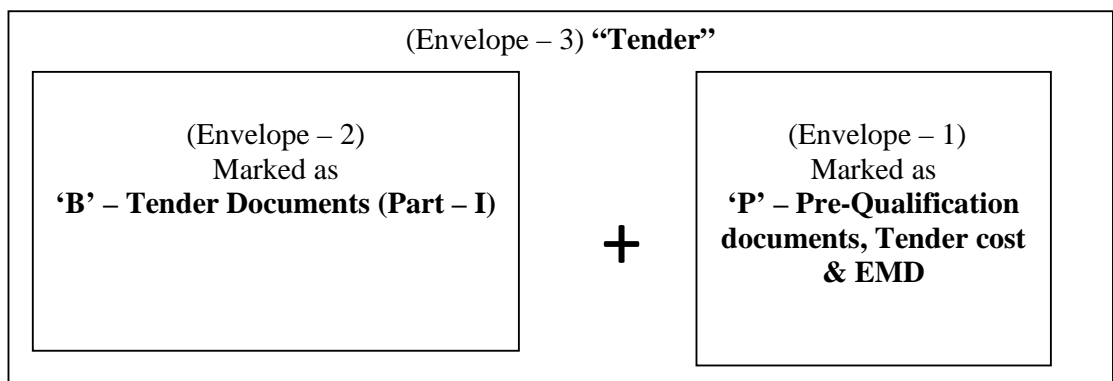 (Envelope – 3) “Tender”
(Envelope – 2)
Marked as
‘B’ – Tender Documents (Part – I)
+
(Envelope – 1)
Marked as
‘P’ – Pre-Qualification
documents, Tender cost
& EMD